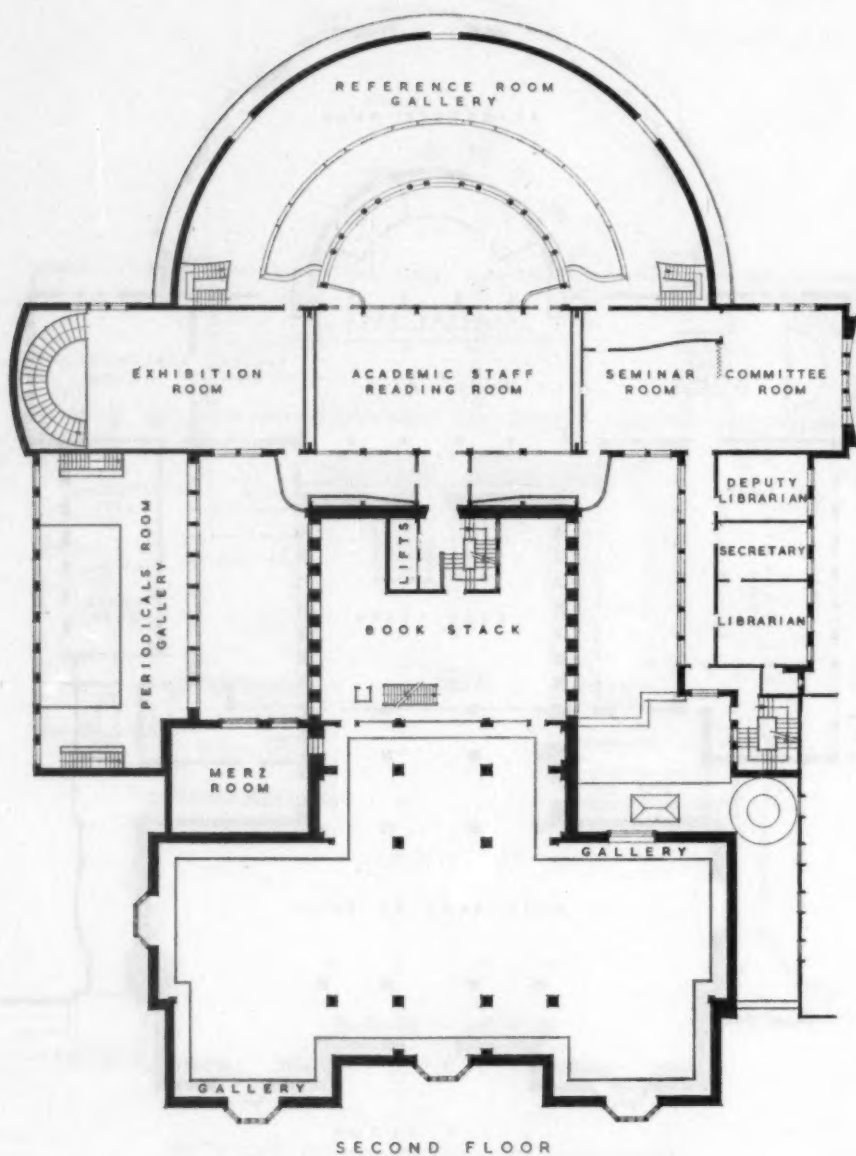 REFERENCE ROOM
GALLERY
EXHIBITION
ROOM
ACADEMIC STAFF
READING ROOM
SEMINAR
ROOM
COMMITTEE
ROOM
PERIODICALS ROOM
GALLERY
LIFTS
DEPUTY
LIBRARIAN
SECRETARY
BOOK STACK
LIBRARIAN
MERZ
ROOM
GALLERY
GALLERY
SECOND FLOOR